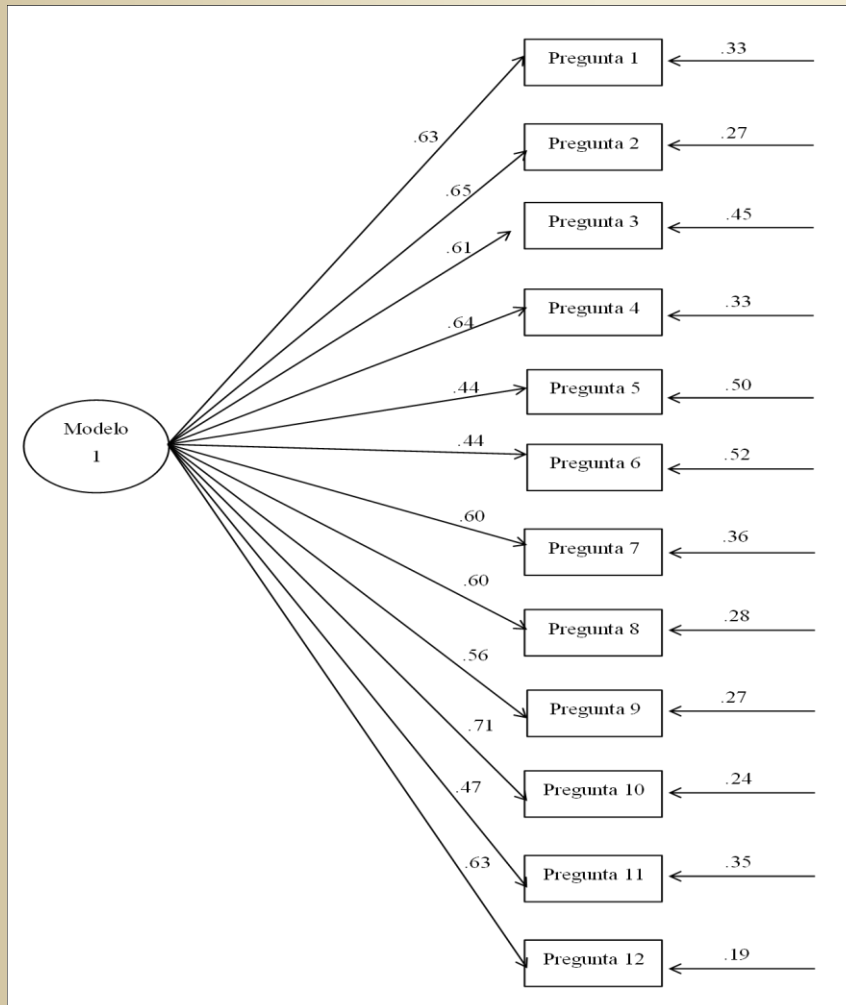 Pregunta 1
.33
.63
Pregunta 2
.27
.65
Pregunta 3
.45
.61
Pregunta 4
.33
.64
Pregunta 5
.50
.44
Modelo
1
Pregunta 6
.52
.44
Pregunta 7
.36
.60
Pregunta 8
.28
.60
Pregunta 9
.27
.56
Pregunta 10
.24
.71
Pregunta 11
.35
.47
Pregunta 12
.19
.63